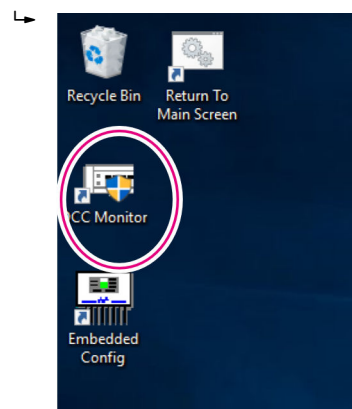 Recycle Bin
Return To
Main Screen
CC Monitor
Embedded
Config